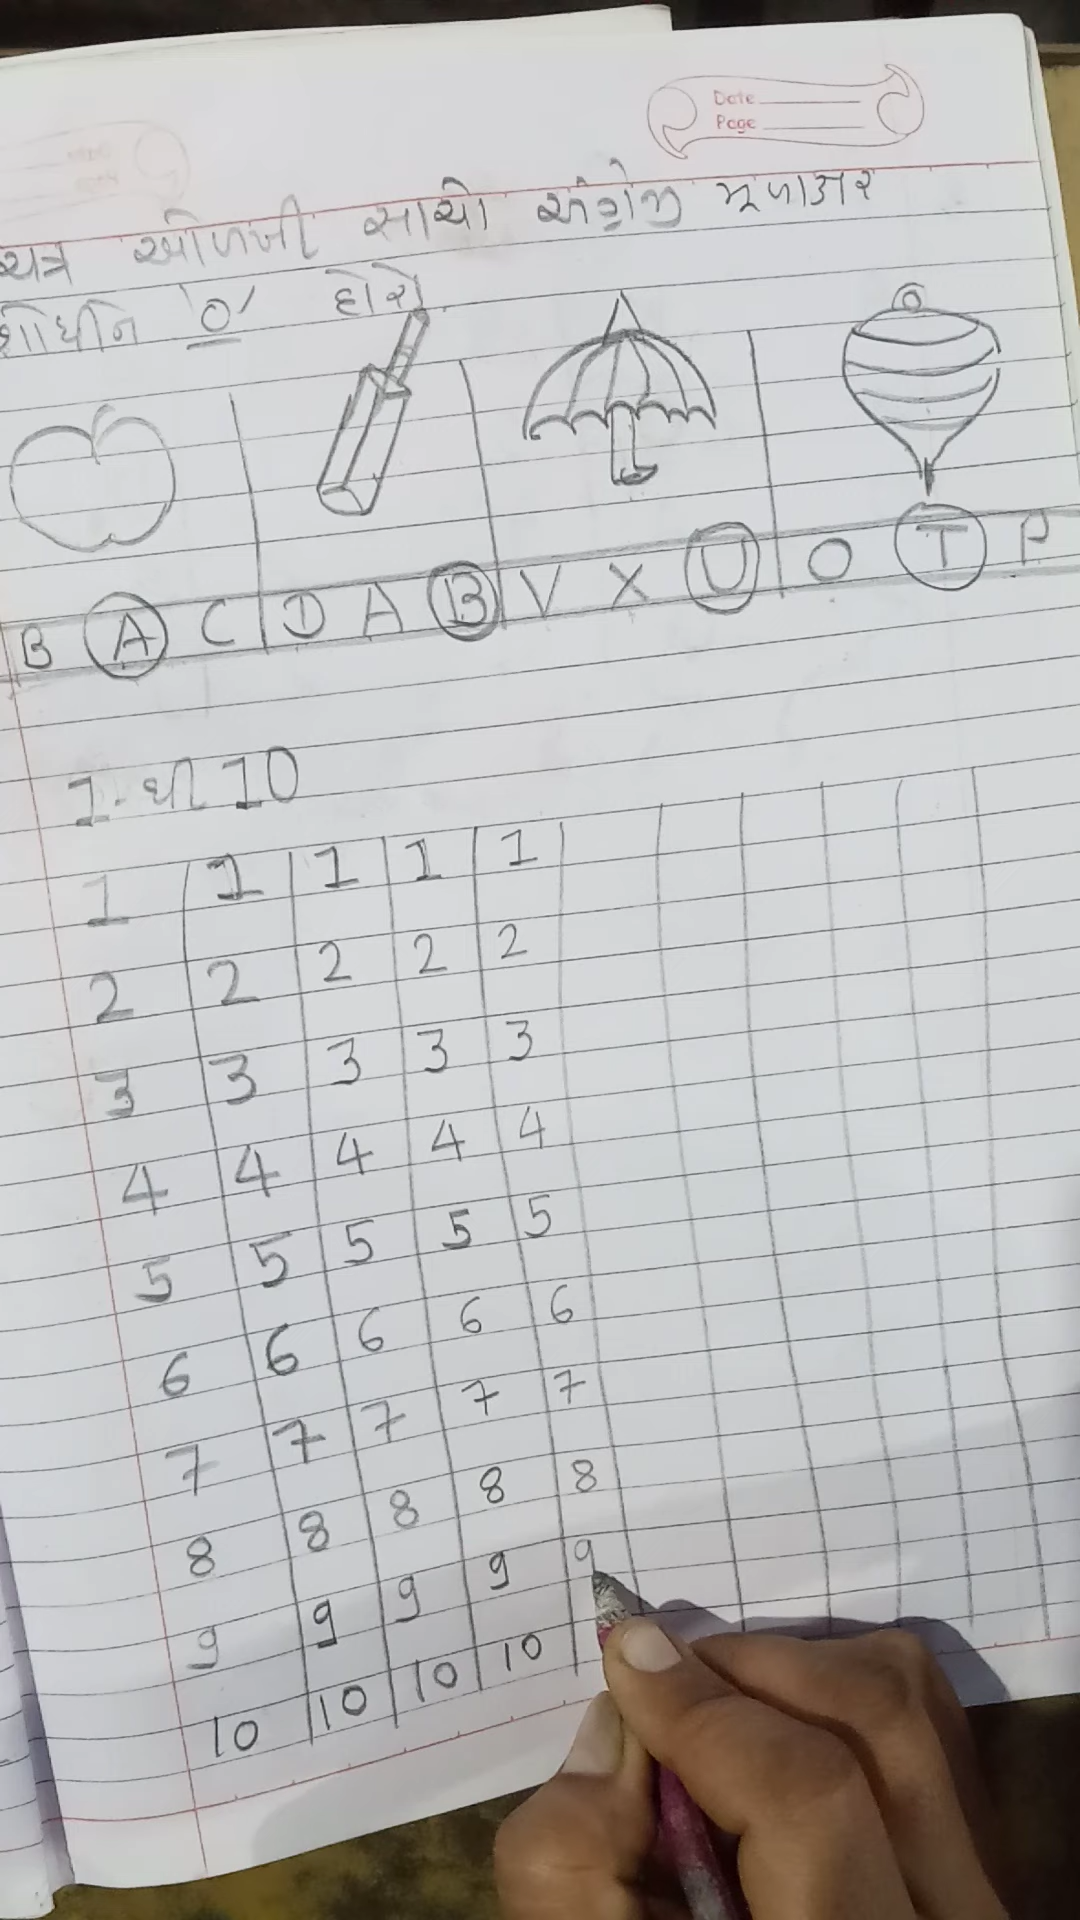 Date
Page
ચિત્ર ઓળખી સાચો અંગ્રેજી મૂળાક્ષર
શોધીને 'O' દોરો
B A C D A B V X U O T P
1 થી 10
1 1 1 1 1
2 2 2 2 2
3 3 3 3 3
4 4 4 4 4
5 5 5 5 5
6 6 6 6 6
7 7 7 7 7
8 8 8 8 8
9 9 9 9 9
10 10 10 10